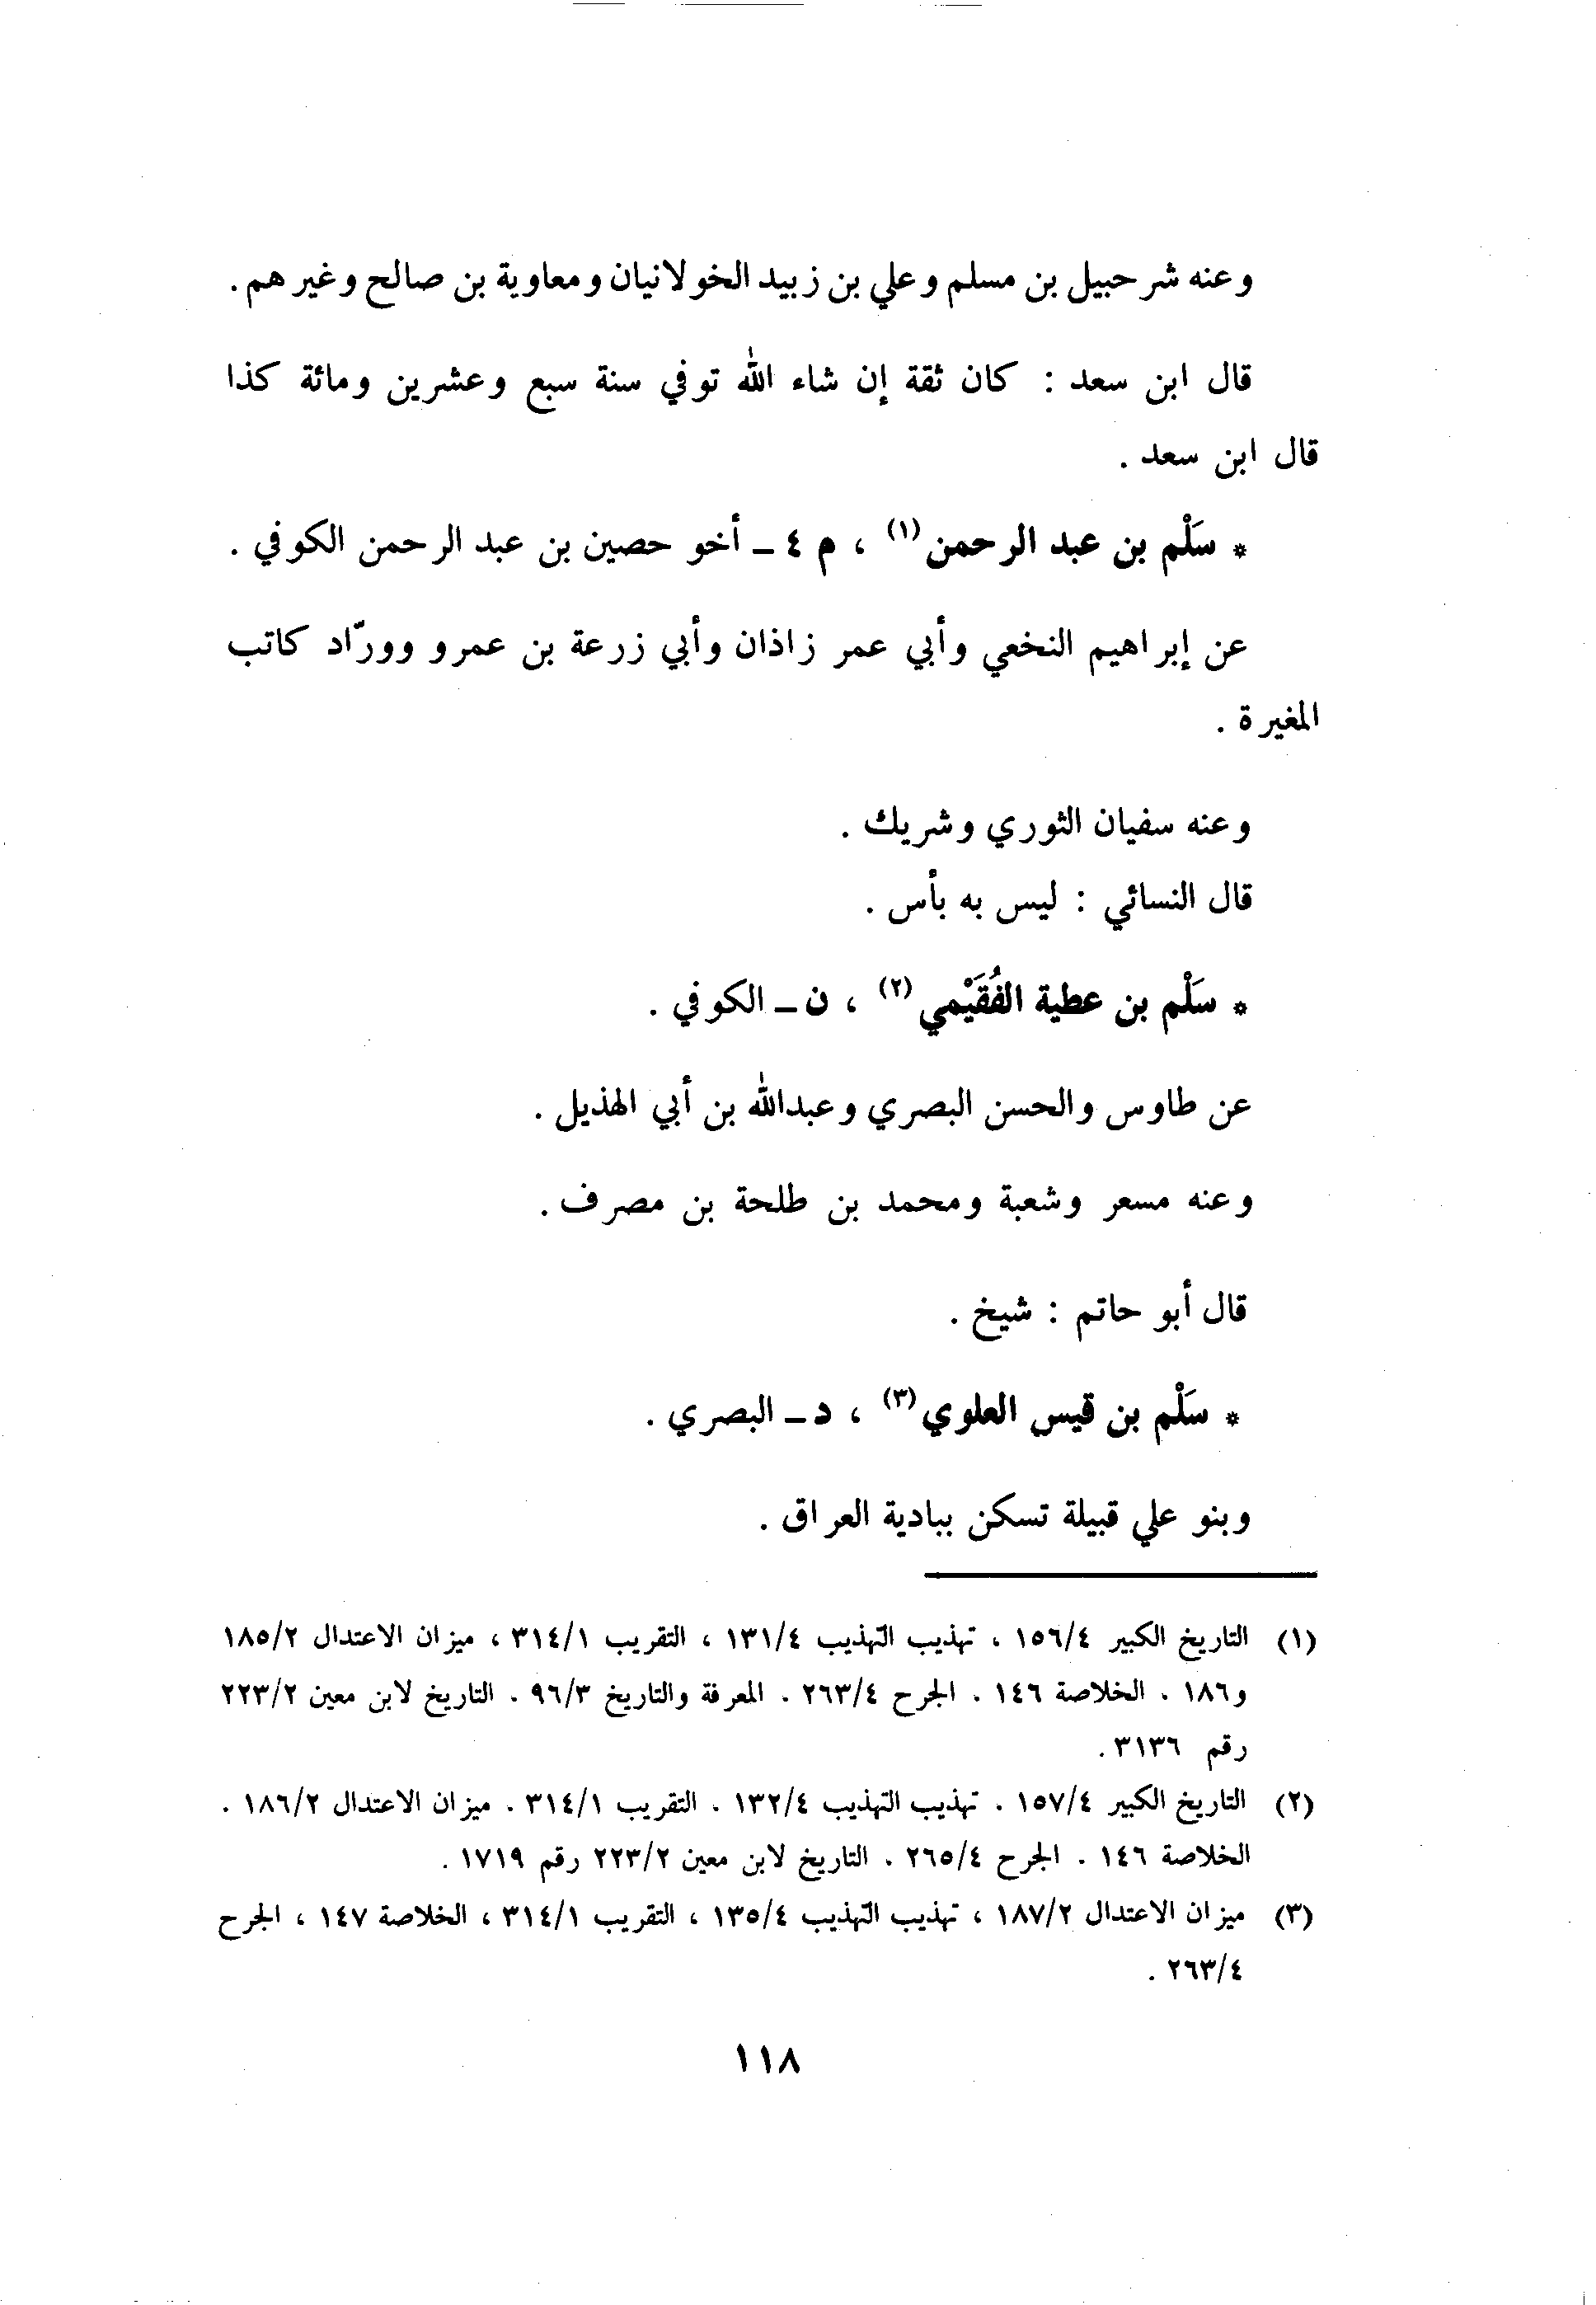 وعنه شرحبيل بن مسلم وعلي بن زبيد الخولانيان ومعاوية بن صالح وغيرهم.
قال ابن سعد : كان ثقة إن شاء الله توفي سنة سبع وعشرين ومائة كذا
قال ابن سعد .
* سَلْم بن عبد الرحمن (١) ، م ٤ ـ أخو حصين بن عبد الرحمن الكوفي .
عن إبراهيم النخعي وأبي عمر زاذان وأبي زرعة بن عمرو وورّاد كاتب
المغيرة .
وعنه سفيان الثوري وشريك .
قال النسائي : ليس به بأس .
* سَلْم بن عطية الفُقَيْمي (٢) ، ن ـ الكوفي .
عن طاوس والحسن البصري وعبدالله بن أبي الهذيل .
وعنه مسعر وشعبة ومحمد بن طلحة بن مصرف .
قال أبو حاتم : شيخ .
* سَلْم بن قيس العلوي (٣) ، د ـ البصري .
وبنو علي قبيلة تسكن ببادية العراق .
(١) التاريخ الكبير ١٥٦/٤ ، تهذيب التهذيب ١٣١/٤ ، التقريب ٣١٤/١ ، ميزان الاعتدال ١٨٥/٢
و١٨٦ . الخلاصة ١٤٦ . الجرح ٢٦٣/٤ . المعرفة والتاريخ ٩٦/٣ . التاريخ لابن معين ٢٢٣/٢
رقم ٣١٣٦ .
(٢) التاريخ الكبير ١٥٧/٤ . تهذيب التهذيب ١٣٢/٤ . التقريب ٣١٤/١ . ميزان الاعتدال ١٨٦/٢ .
الخلاصة ١٤٦ . الجرح ٢٦٥/٤ . التاريخ لابن معين ٢٢٣/٢ رقم ١٧١٩ .
(٣) ميزان الاعتدال ١٨٧/٢ ، تهذيب التهذيب ١٣٥/٤ ، التقريب ٣١٤/١ ، الخلاصة ١٤٧ ، الجرح
٢٦٣/٤ .
١١٨